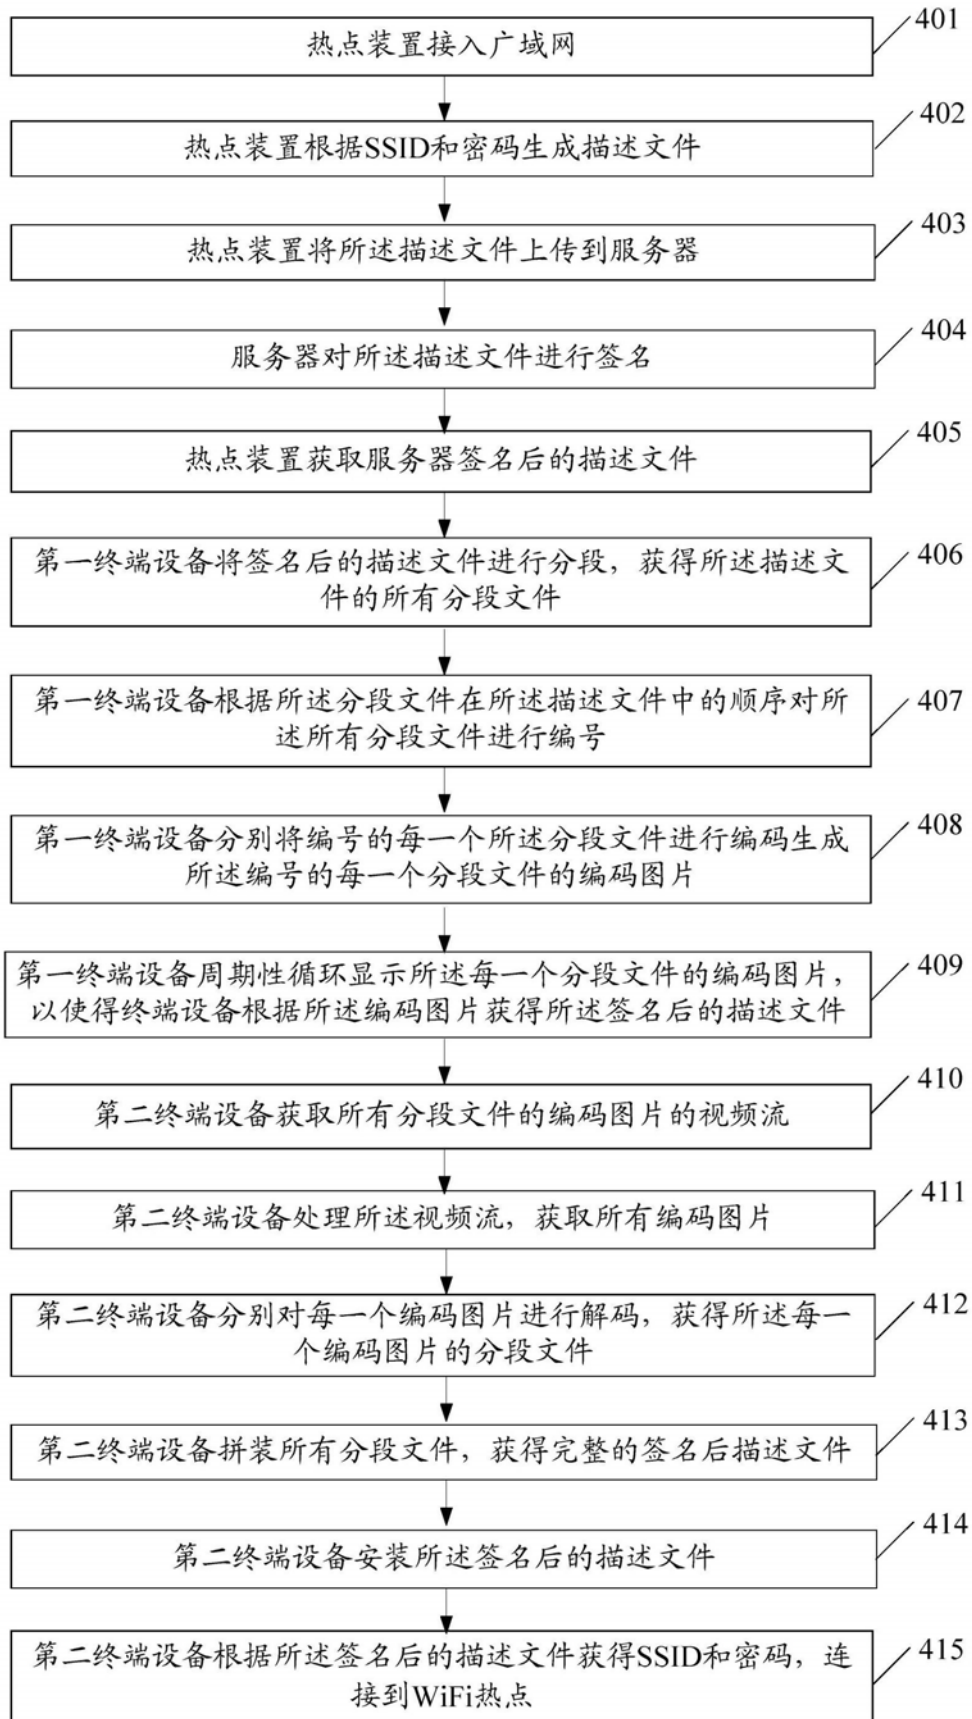 401
热点装置接入广域网
402
热点装置根据SSID和密码生成描述文件
403
热点装置将所述描述文件上传到服务器
404
服务器对所述描述文件进行签名
405
热点装置获取服务器签名后的描述文件
406
第一终端设备将签名后的描述文件进行分段，获得所述描述文
件的所有分段文件
407
第一终端设备根据所述分段文件在所述描述文件中的顺序对所
述所有分段文件进行编号
408
第一终端设备分别将编号的每一个所述分段文件进行编码生成
所述编号的每一个分段文件的编码图片
409
第一终端设备周期性循环显示所述每一个分段文件的编码图片，
以使得终端设备根据所述编码图片获得所述签名后的描述文件
410
第二终端设备获取所有分段文件的编码图片的视频流
411
第二终端设备处理所述视频流，获取所有编码图片
412
第二终端设备分别对每一个编码图片进行解码，获得所述每一
个编码图片的分段文件
413
第二终端设备拼装所有分段文件，获得完整的签名后描述文件
414
第二终端设备安装所述签名后的描述文件
415
第二终端设备根据所述签名后的描述文件获得SSID和密码，连
接到WiFi热点